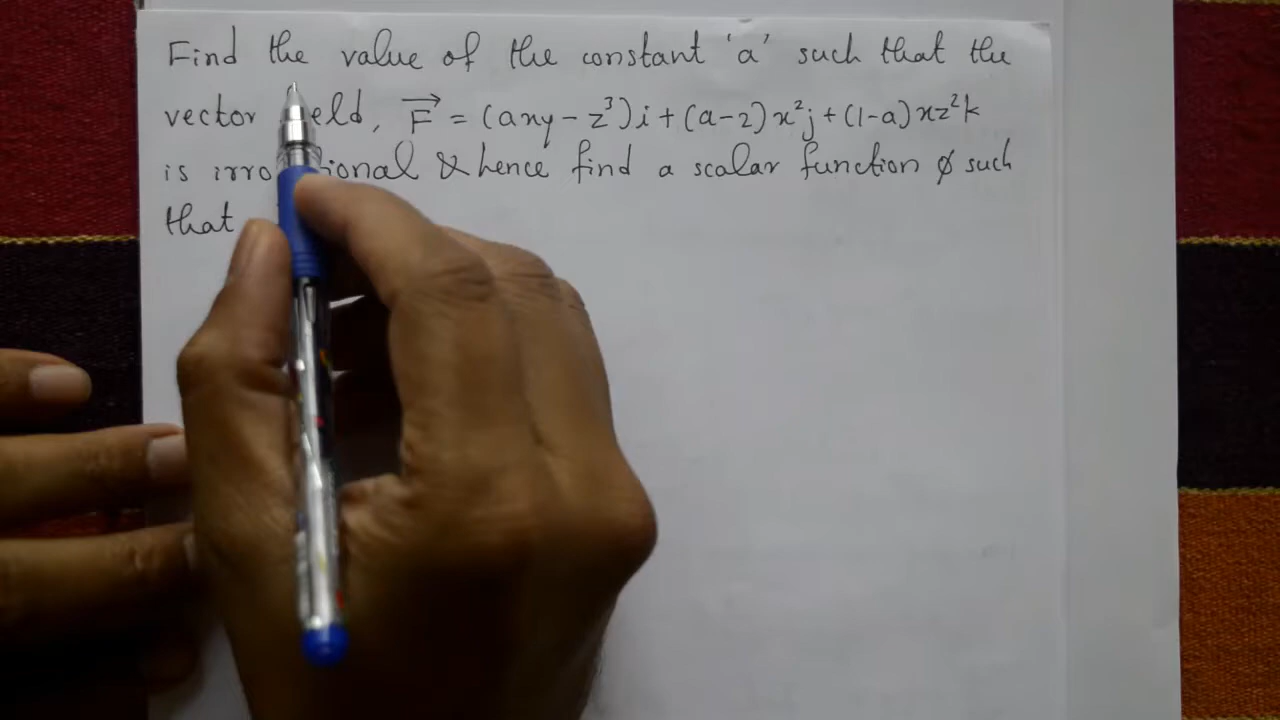 Find the value of the constant 'a' such that the
vector eld, F⃗ = (axy - z³)i + (a-2)x²j + (1-a)xz²k
is irro ional & hence find a scalar function ϕ such
that